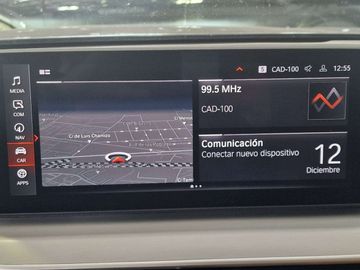 S CAD-100 12:55
MEDIA
COM
NAV
CAR
APPS
C/ de Luis Chamizo
99.5 MHz
CAD-100
Comunicación
Conectar nuevo dispositivo
12
Diciembre